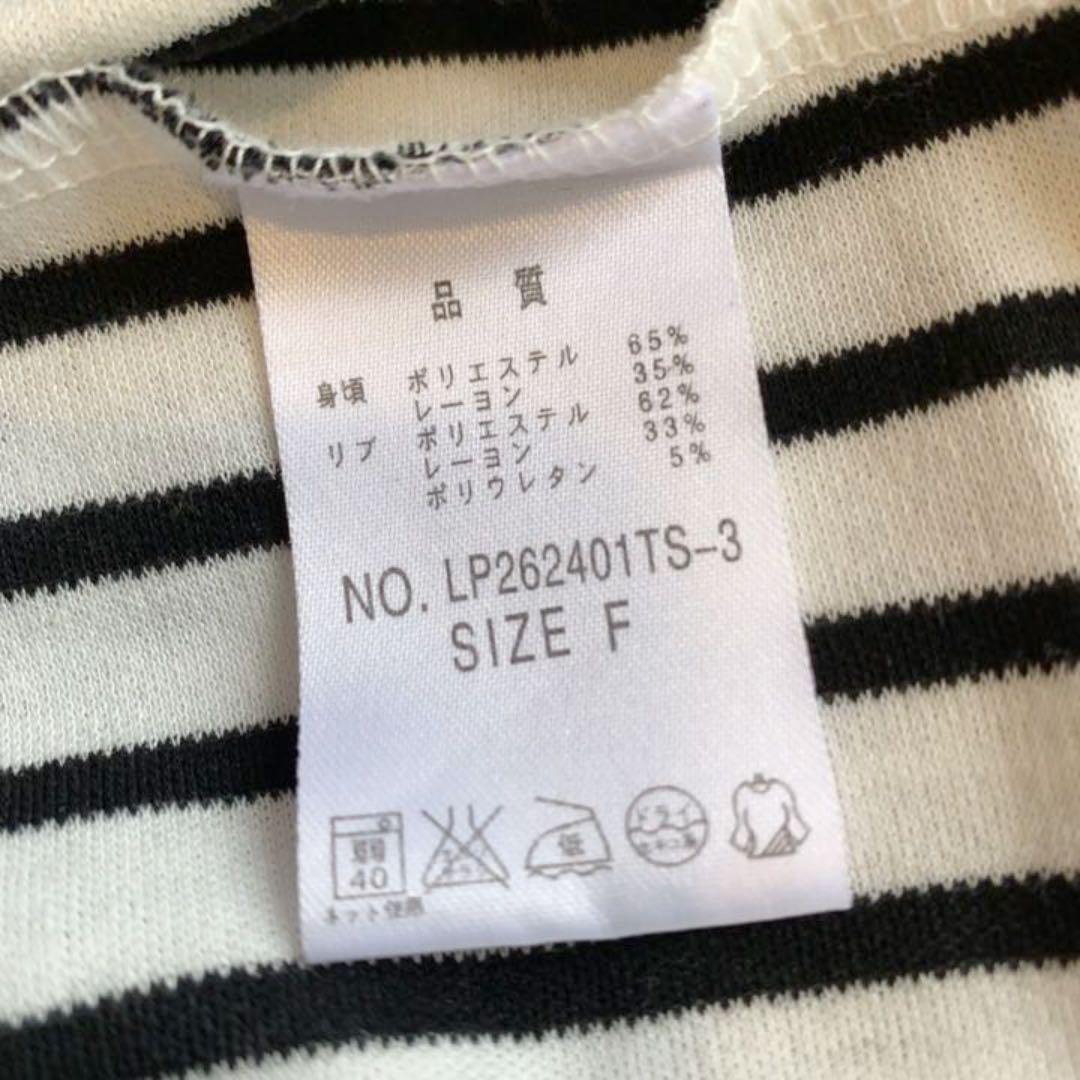 品質
身頃 ポリエステル 65%
レーヨン 35%
リブ ポリエステル 62%
レーヨン 33%
ポリウレタン 5%
NO. LP262401TS-3
SIZE F
弱
40
ネット使用
低
ドライ